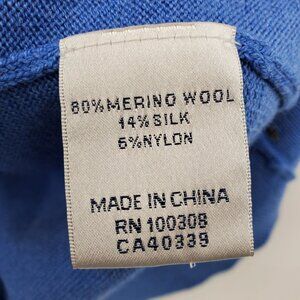 80% MERINO WOOL
14% SILK
6% NYLON
MADE IN CHINA
RN 100308
CA40339